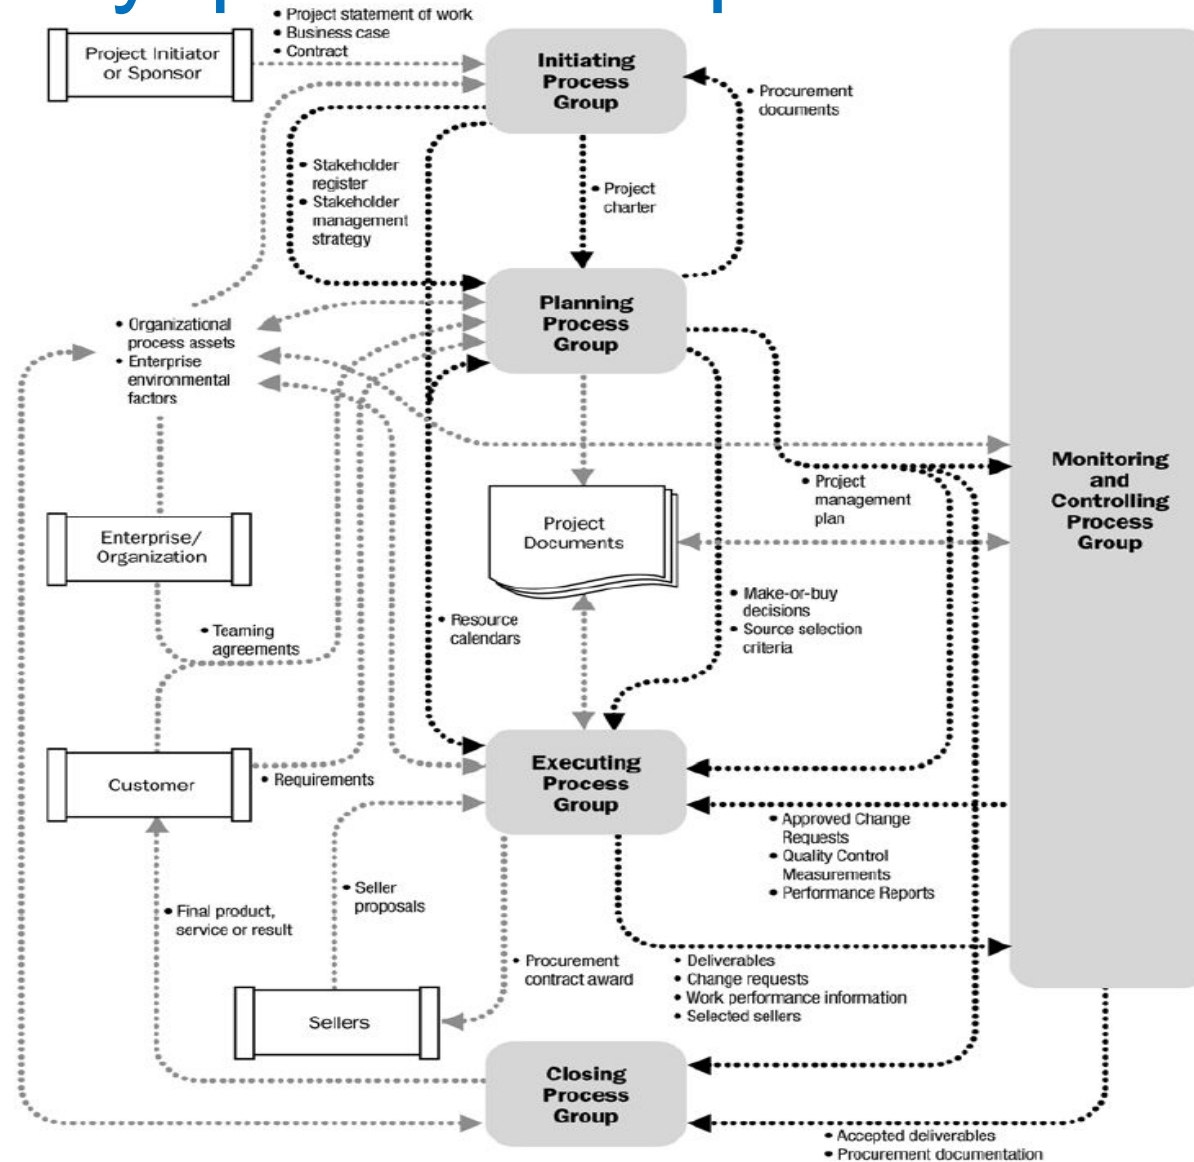 • Project statement of work
• Business case
• Contract
Project Initiator
or Sponsor
Initiating
Process
Group
• Procurement
documents
• Stakeholder
register
• Stakeholder
management
strategy
• Project
charter
Planning
Process
Group
• Organizational
process assets
• Enterprise
environmental
factors
Monitoring
and
Controlling
Process
Group
• Project
management
plan
Enterprise/
Organization
Project
Documents
• Make-or-buy
decisions
• Source selection
criteria
• Resource
calendars
• Teaming
agreements
Executing
Process
Group
Customer
• Requirements
• Approved Change
Requests
• Quality Control
Measurements
• Performance Reports
• Seller
proposals
• Final product,
service or result
• Procurement
contract award
• Deliverables
• Change requests
• Work performance information
• Selected sellers
Sellers
Closing
Process
Group
• Accepted deliverables
• Procurement documentation